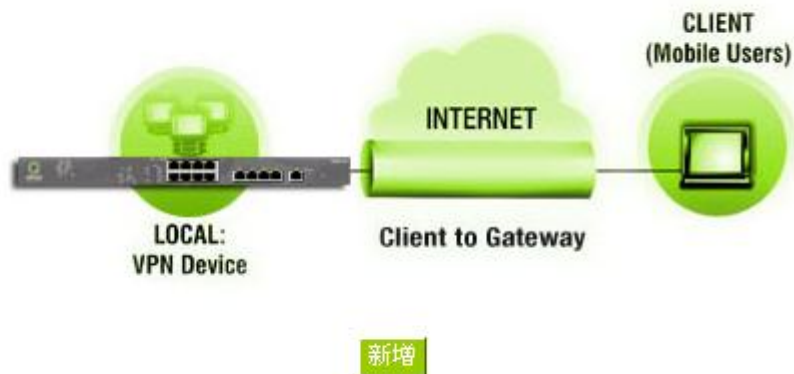 CLIENT
(Mobile Users)
INTERNET
LOCAL:
VPN Device
Client to Gateway
新增